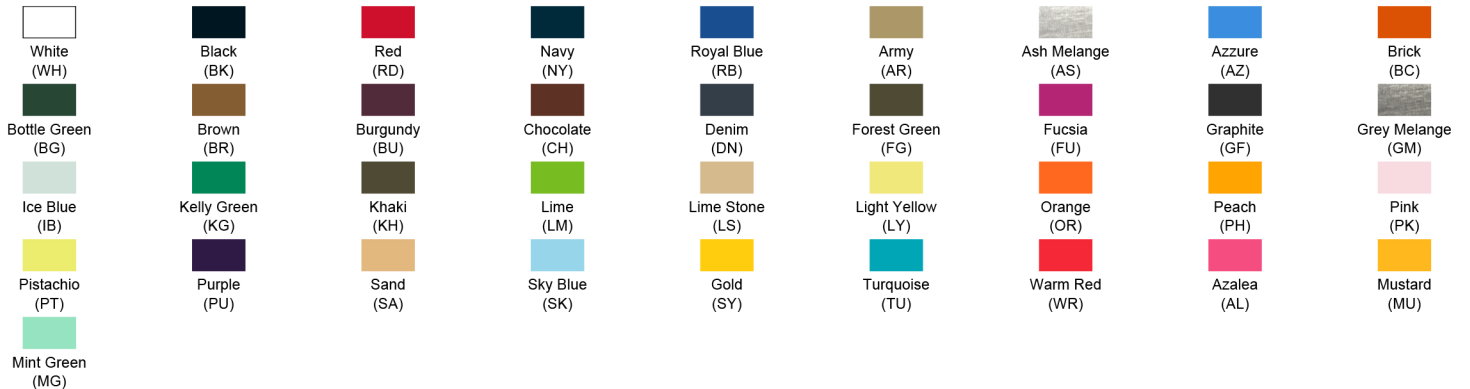 White Black Red Navy Royal Blue Army Ash Melange Azzure Brick
(WH) (BK) (RD) (NY) (RB) (AR) (AS) (AZ) (BC)
Bottle Green Brown Burgundy Chocolate Denim Forest Green Fucsia Graphite Grey Melange
(BG) (BR) (BU) (CH) (DN) (FG) (FU) (GF) (GM)
Ice Blue Kelly Green Khaki Lime Lime Stone Light Yellow Orange Peach Pink
(IB) (KG) (KH) (LM) (LS) (LY) (OR) (PH) (PK)
Pistachio Purple Sand Sky Blue Gold Turquoise Warm Red Azalea Mustard
(PT) (PU) (SA) (SK) (SY) (TU) (WR) (AL) (MU)
Mint Green
(MG)